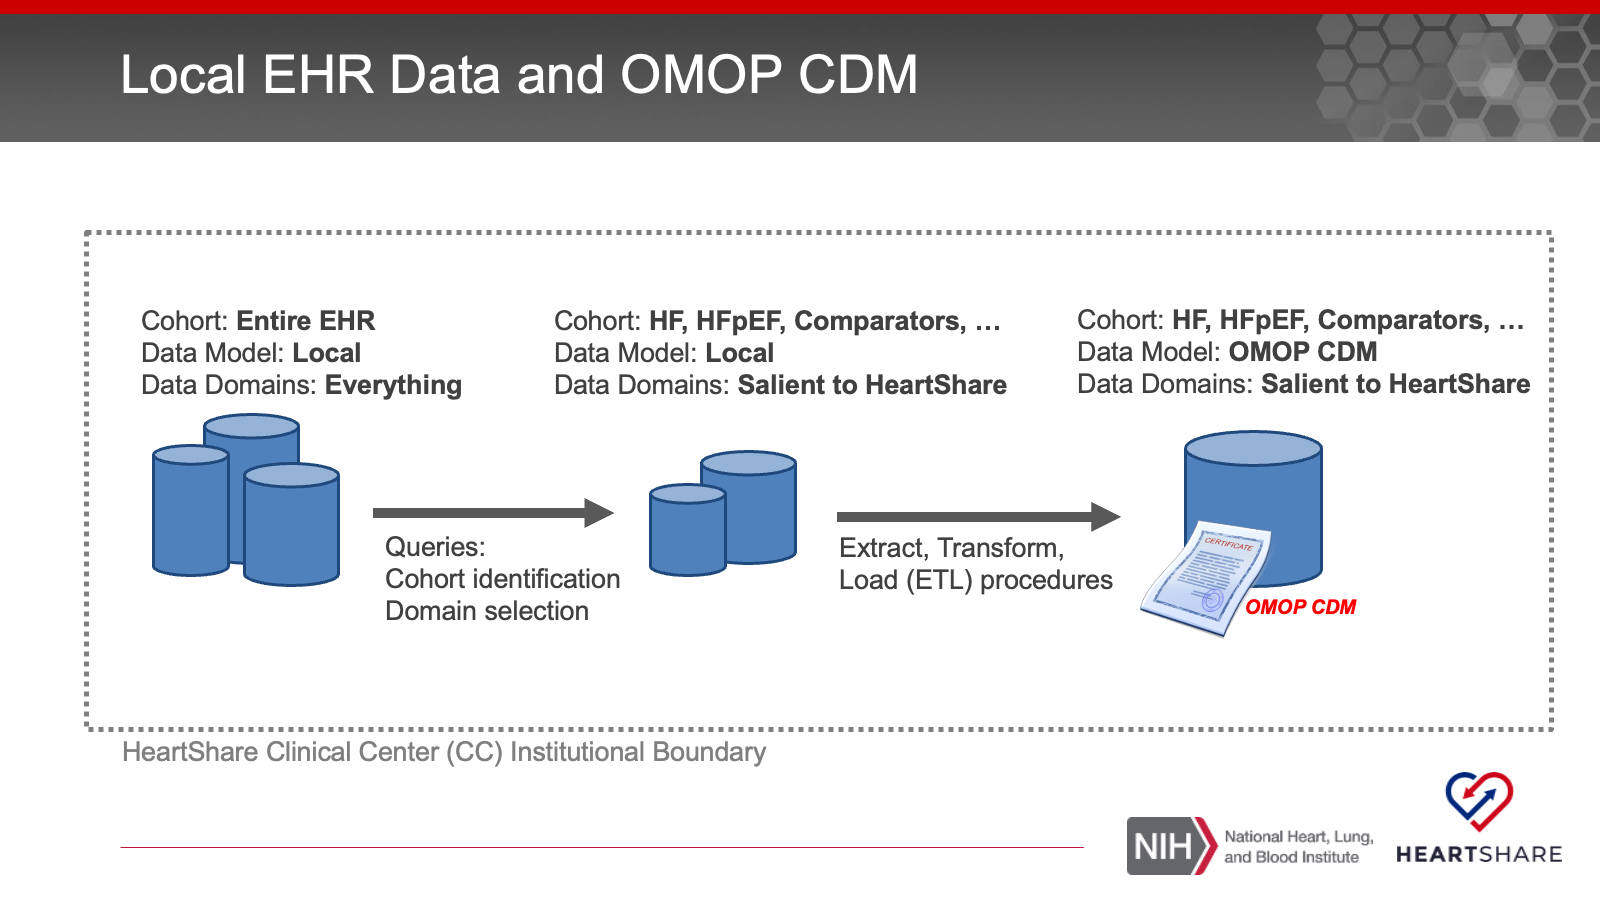 Local EHR Data and OMOP CDM
Cohort: Entire EHR
Data Model: Local
Data Domains: Everything
Cohort: HF, HFpEF, Comparators, …
Data Model: Local
Data Domains: Salient to HeartShare
Cohort: HF, HFpEF, Comparators, …
Data Model: OMOP CDM
Data Domains: Salient to HeartShare
Queries:
Cohort identification
Domain selection
Extract, Transform,
Load (ETL) procedures
CERTIFICATE
OMOP CDM
HeartShare Clinical Center (CC) Institutional Boundary
NIH
National Heart, Lung,
and Blood Institute
HEARTSHARE